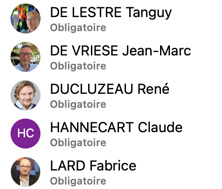 DE LESTRE Tanguy
Obligatoire
DE VRIESE Jean-Marc
Obligatoire
DUCLUZEAU René
Obligatoire
HC
HANNECART Claude
Obligatoire
LARD Fabrice
Obligatoire